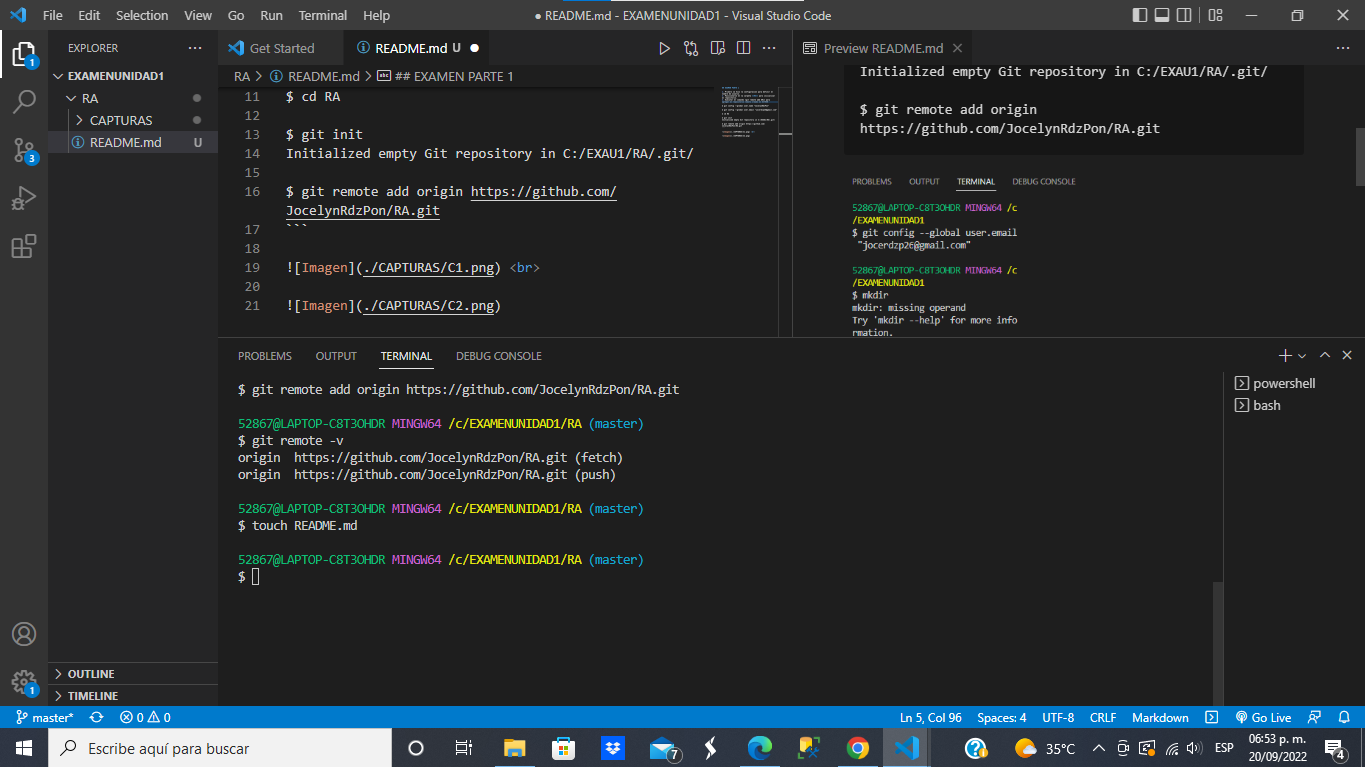 File Edit Selection View Go Run Terminal Help ● README.md - EXAMENUNIDAD1 - Visual Studio Code
EXPLORER
EXAMENUNIDAD1
RA
CAPTURAS
README.md U
OUTLINE
TIMELINE
1
3
1
Get Started README.md U
RA > README.md > ## EXAMEN PARTE 1
11 $ cd RA
12
13 $ git init
14 Initialized empty Git repository in C:/EXAU1/RA/.git/
15
16 $ git remote add origin https://github.com/
JocelynRdzPon/RA.git
17 ```
18
19 ![Imagen](./CAPTURAS/C1.png) <br>
20
21 ![Imagen](./CAPTURAS/C2.png)
Preview README.md
Initialized empty Git repository in C:/EXAU1/RA/.git/
$ git remote add origin
https://github.com/JocelynRdzPon/RA.git
PROBLEMS OUTPUT TERMINAL DEBUG CONSOLE
52867@LAPTOP-C8T3OHDR MINGW64 /c
/EXAMENUNIDAD1
$ git config --global user.email
"jocerdzp26@gmail.com"
52867@LAPTOP-C8T3OHDR MINGW64 /c
/EXAMENUNIDAD1
$ mkdir
mkdir: missing operand
Try 'mkdir --help' for more info
rmation.
PROBLEMS OUTPUT TERMINAL DEBUG CONSOLE
$ git remote add origin https://github.com/JocelynRdzPon/RA.git
52867@LAPTOP-C8T3OHDR MINGW64 /c/EXAMENUNIDAD1/RA (master)
$ git remote -v
origin https://github.com/JocelynRdzPon/RA.git (fetch)
origin https://github.com/JocelynRdzPon/RA.git (push)
52867@LAPTOP-C8T3OHDR MINGW64 /c/EXAMENUNIDAD1/RA (master)
$ touch README.md
52867@LAPTOP-C8T3OHDR MINGW64 /c/EXAMENUNIDAD1/RA (master)
$
powershell
bash
master* 0 0 Ln 5, Col 96 Spaces: 4 UTF-8 CRLF Markdown Go Live
Escribe aquí para buscar 7 35°C ESP 06:53 p. m.
20/09/2022
4